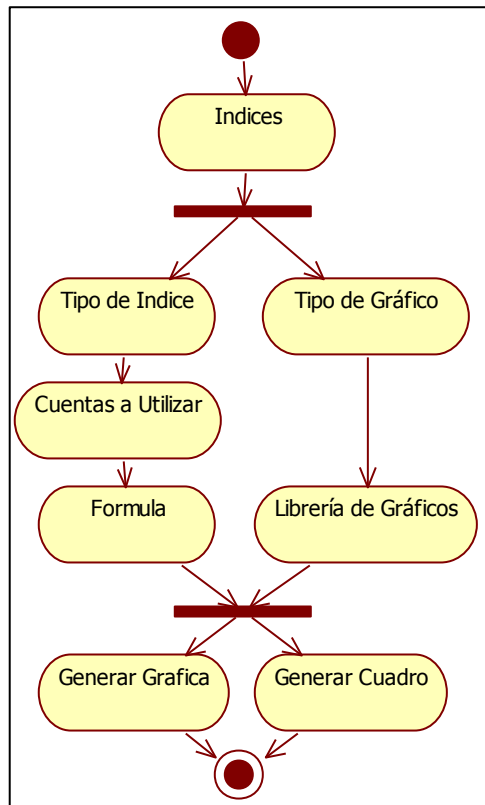 Indices
Tipo de Indice
Tipo de Gráfico
Cuentas a Utilizar
Formula
Librería de Gráficos
Generar Grafica
Generar Cuadro